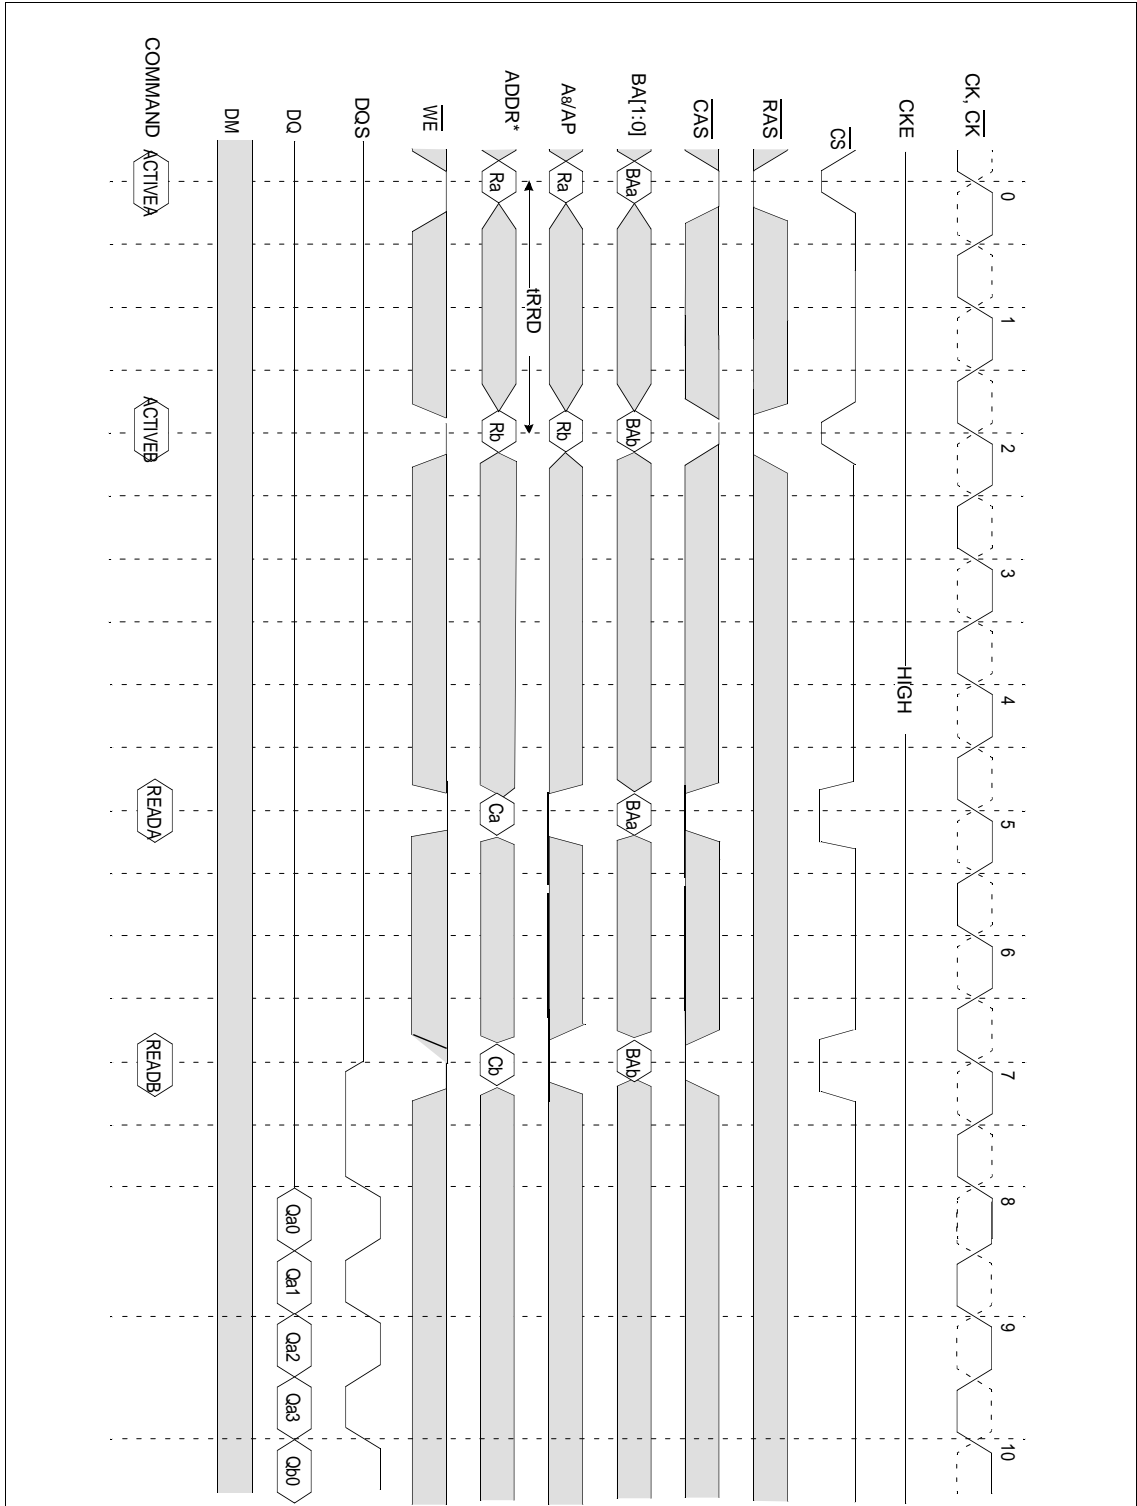 0 1 2 3 4 5 6 7 8 9 10
CK, CK
CKE HIGH
CS
RAS
CAS
BA[1:0] BAa BAb BAa BAb
A8/AP Ra Rb
tRRD
ADDR* Ra Rb Ca Cb
WE
DQS
DQ Qa0 Qa1 Qa2 Qa3 Qb0
DM
COMMAND ACTIVEA ACTIVEB READA READB